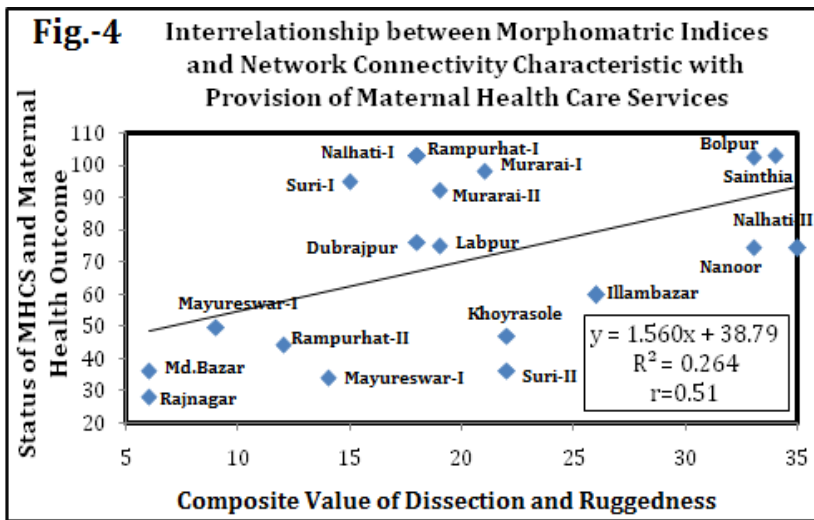 Fig.-4
Interrelationship between Morphomatric Indices
and Network Connectivity Characteristic with
Provision of Maternal Health Care Services
Status of MHCS and Maternal
Health Outcome
110
100
90
80
70
60
50
40
30
20
Nalhati-I
Rampurhat-I
Murarai-I
Bolpur
Suri-I
Murarai-II
Sainthia
Dubrajpur
Labpur
Nalhati-II
Nanoor
Mayureswar-I
Illambazar
Khoyrasole
Rampurhat-II
Md.Bazar
Mayureswar-I
Suri-II
Rajnagar
y = 1.560x + 38.79
R² = 0.264
r=0.51
5 10 15 20 25 30 35
Composite Value of Dissection and Ruggedness